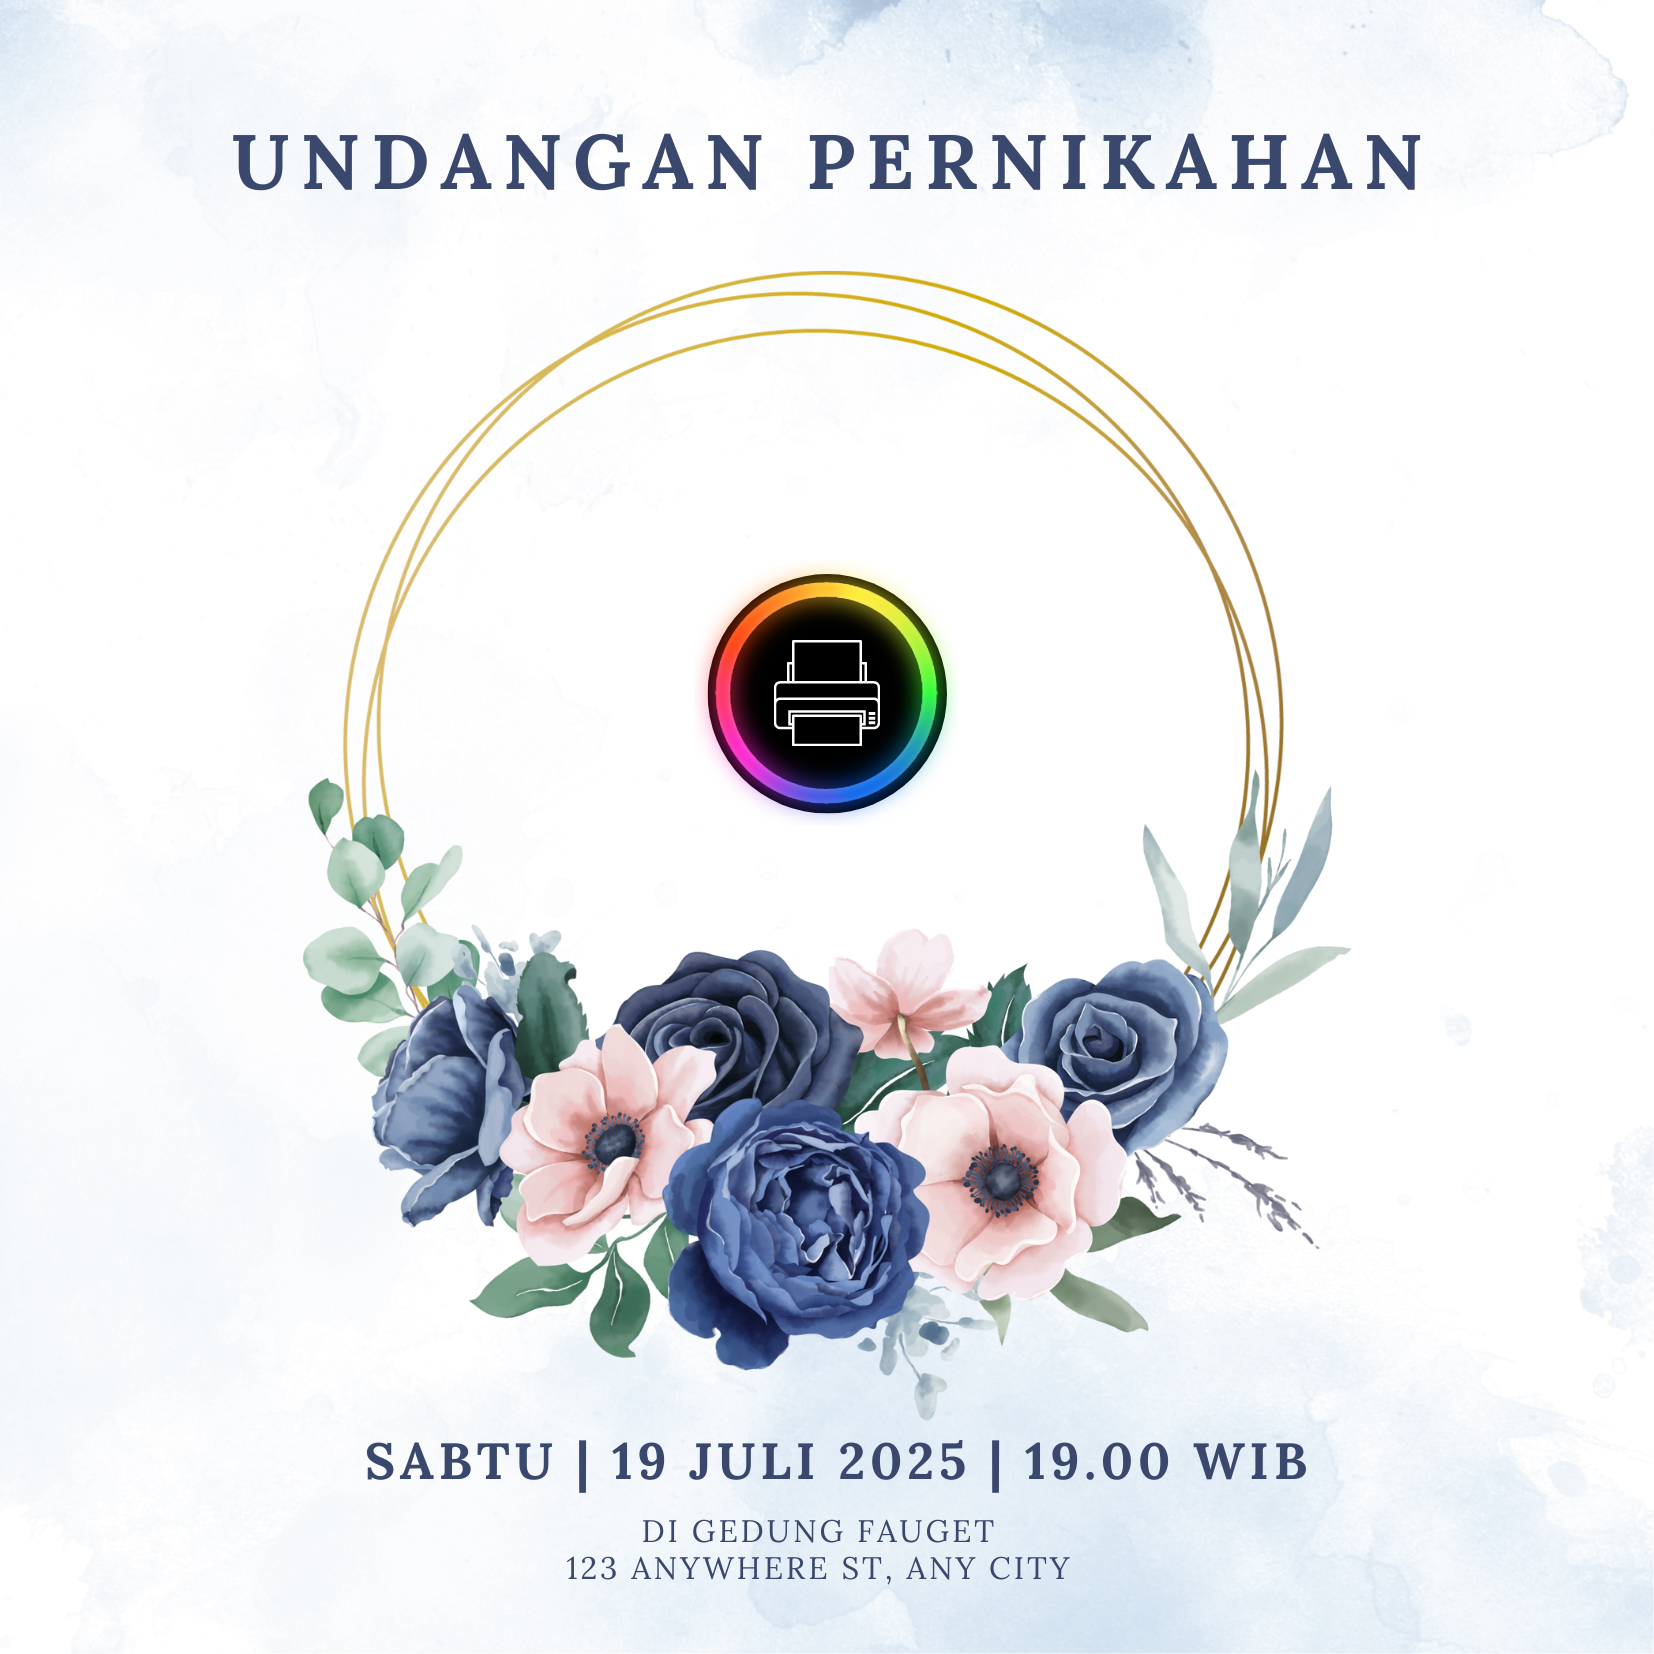 UNDANGAN PERNIKAHAN
SABTU | 19 JULI 2025 | 19.00 WIB
DI GEDUNG FAUGET
123 ANYWHERE ST, ANY CITY